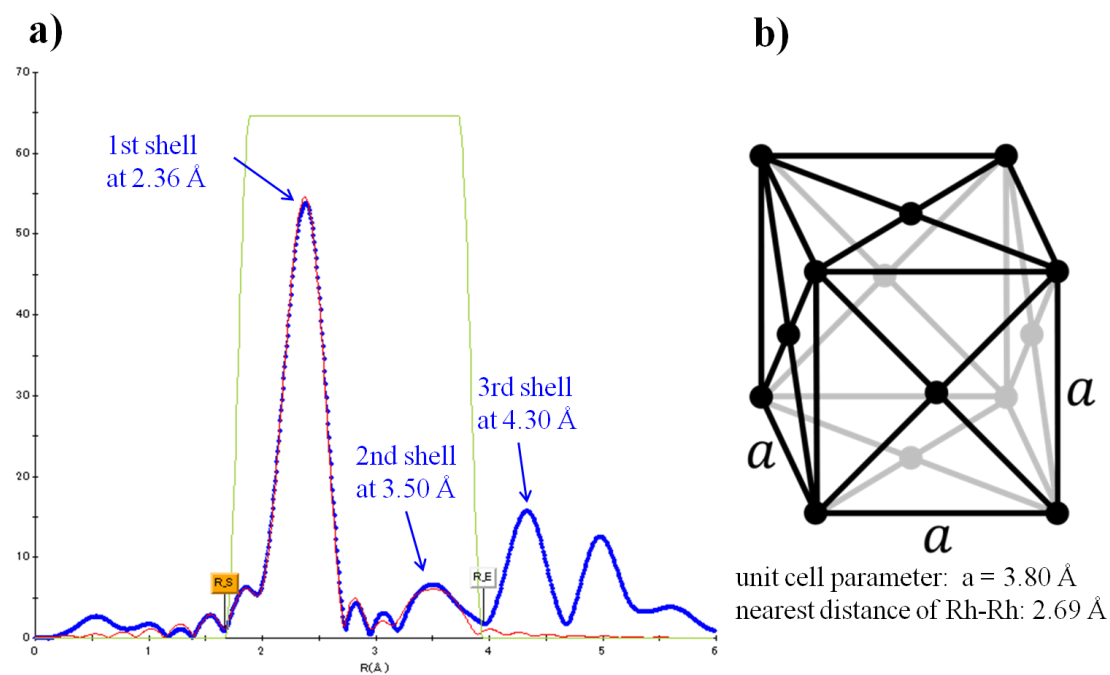 a)
70
60
50
40
30
20
10
0
0
1
2
3
4
5
6
R(Å)
1st shell
at 2.36 Å
2nd shell
at 3.50 Å
3rd shell
at 4.30 Å
R_S
R_E
b)
a
a
a
unit cell parameter: a = 3.80 Å
nearest distance of Rh-Rh: 2.69 Å